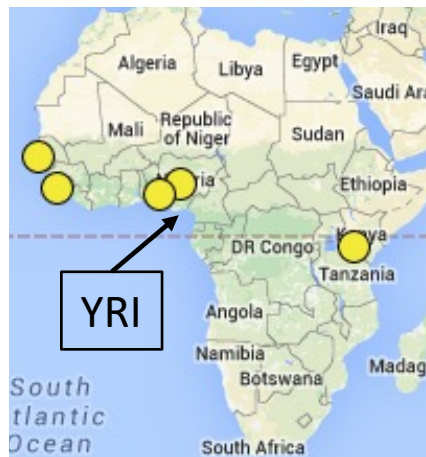 Iraq
Algeria
Libya
Egypt
Saudi Ara
Mali
Republic
of Niger
Sudan
Ethiopia
Kenya
DR Congo
Tanzania
YRI
Angola
Namibia
Botswana
Madag
South
tlantic
Ocean
South Africa